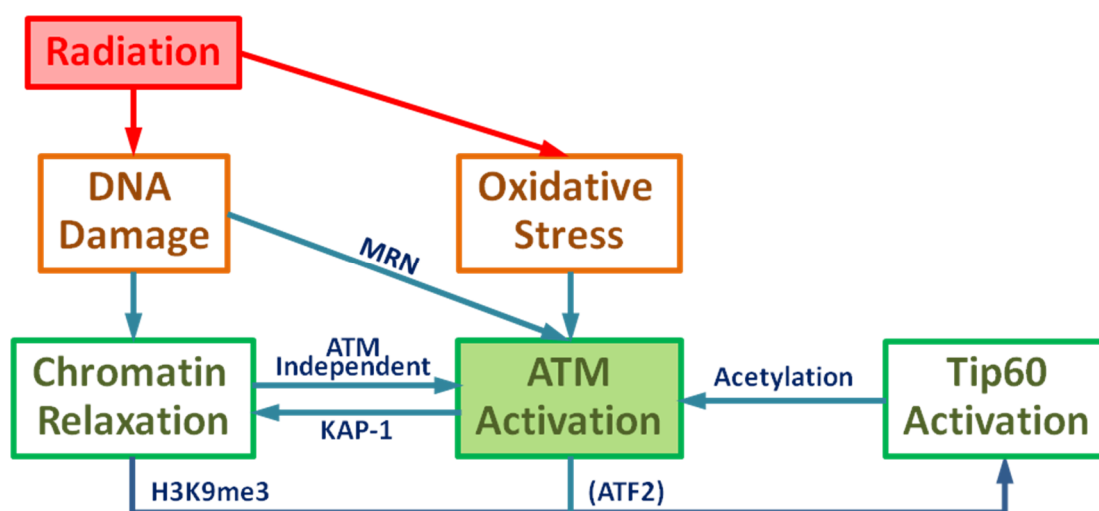 Radiation
DNA
Damage
Oxidative
Stress
MRN
Chromatin
Relaxation
ATM
Independent
KAP-1
ATM
Activation
Acetylation
Tip60
Activation
H3K9me3
(ATF2)